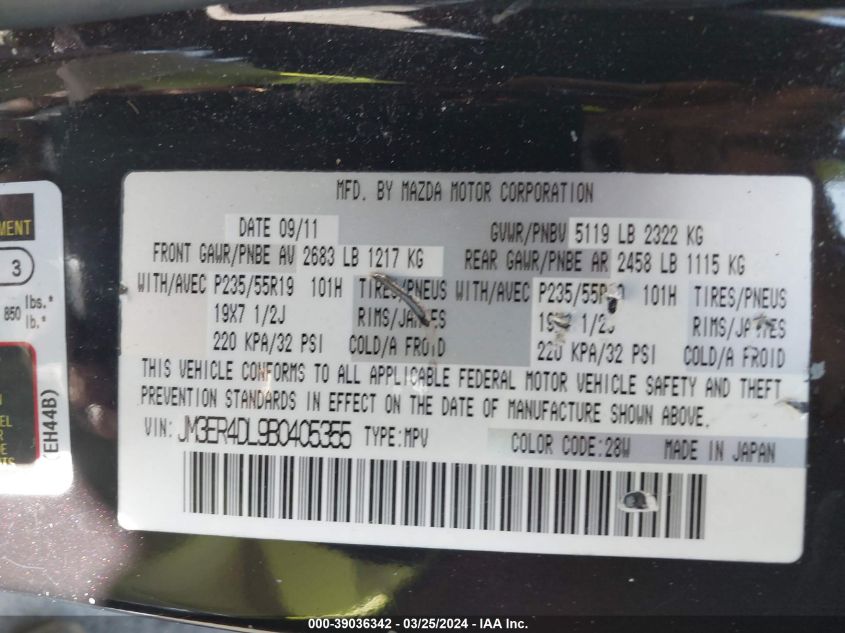 MFD. BY MAZDA MOTOR CORPORATION
DATE 09/11 GVWR/PNBV 5119 LB 2322 KG
FRONT GAWR/PNBE AV 2683 LB 1217 KG REAR GAWR/PNBE AR 2458 LB 1115 KG
WITH/AVEC P235/55R19 101H TIRES/PNEUS WITH/AVEC 101H TIRES/PNEUS
19X7 1/2J RIMS/JANTES RIMS/JANTES
220 KPA/32 PSI COLD/A FROID 220 KPA/32 PSI COLD/A FROID
THIS VEHICLE CONFORMS TO ALL APPLICABLE FEDERAL MOTOR VEHICLE SAFETY AND THEFT
PREVENTION STANDARDS IN EFFECT ON THE DATE OF MANUFACTURE SHOWN ABOVE.
VIN: JM3ER4DL9B0405355 TYPE:MPV COLOR CODE:28W MADE IN JAPAN
MENT
3
850 lbs.*
lb.*
(EH44B)
000-39036342 / 03/25/2024 - IAA Inc.